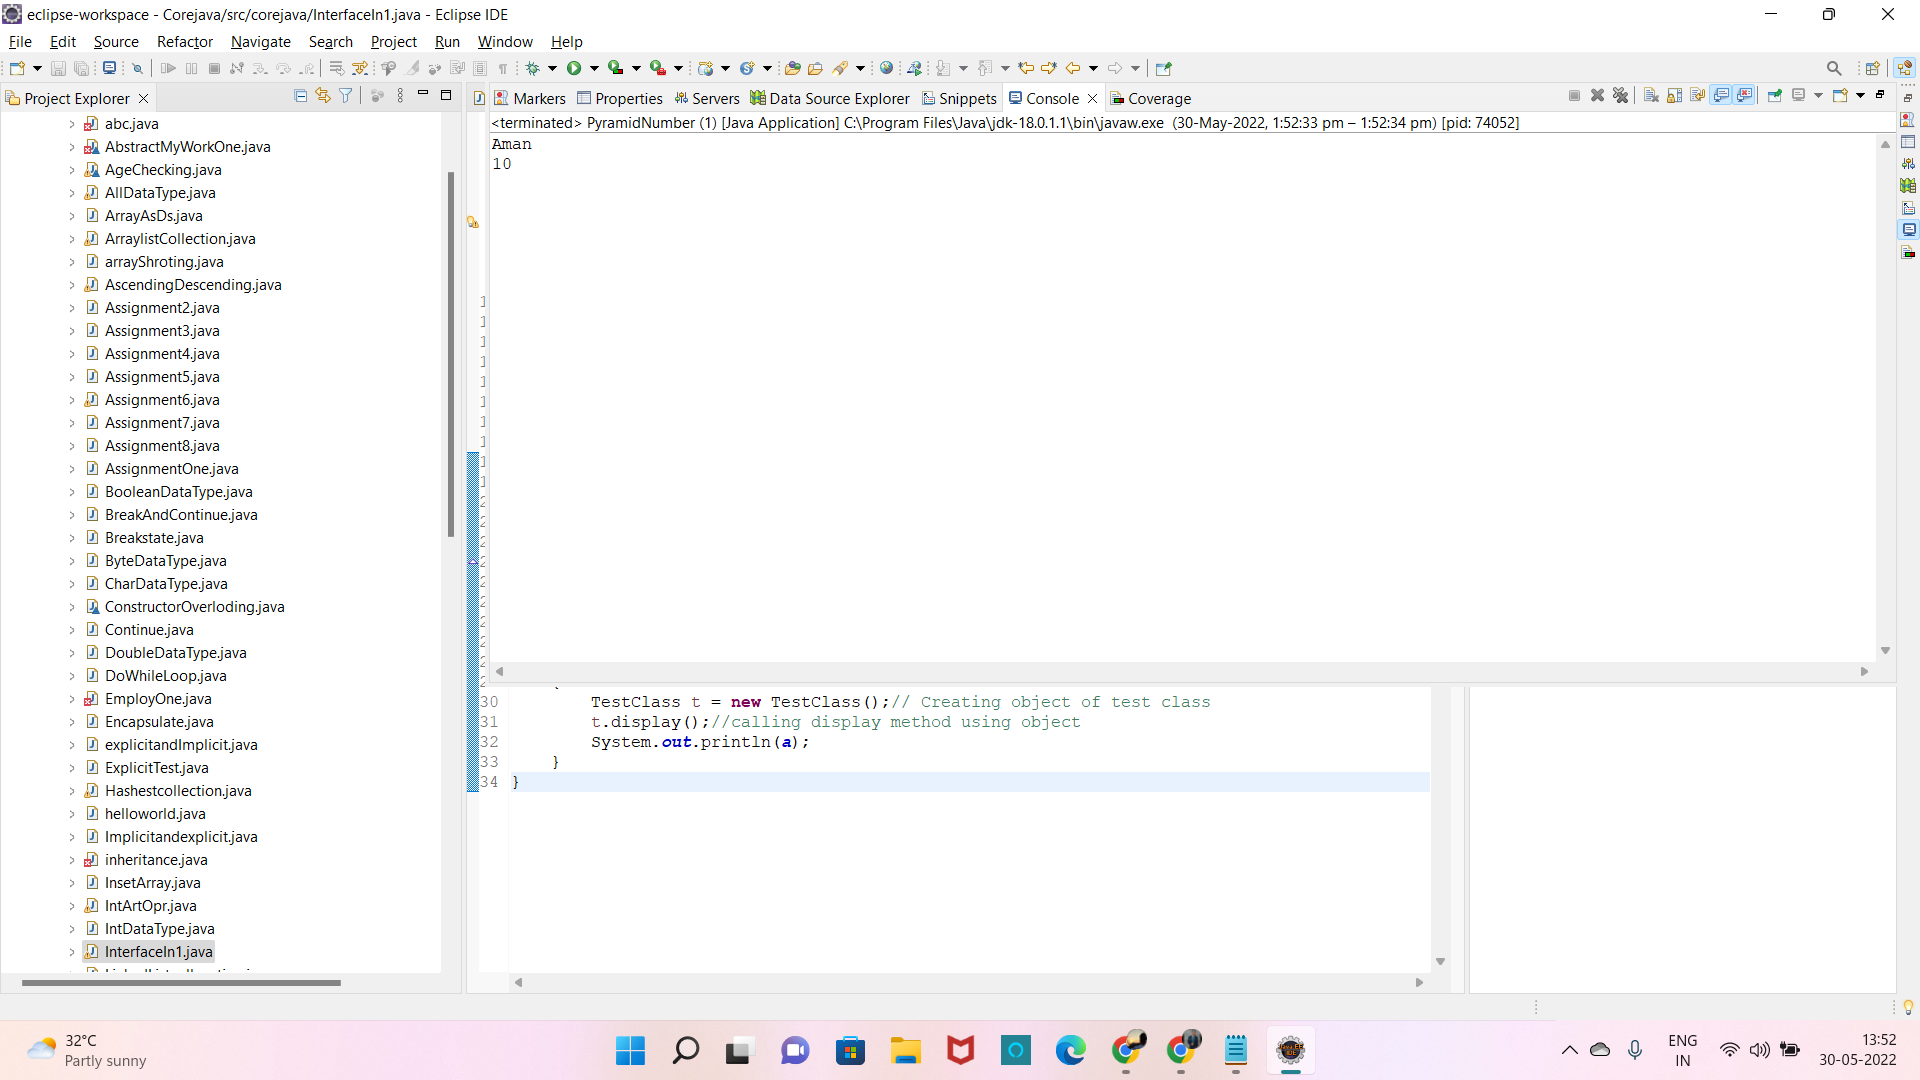 eclipse-workspace - Corejava/src/corejava/InterfaceIn1.java - Eclipse IDE
File Edit Source Refactor Navigate Search Project Run Window Help
Project Explorer
abc.java
AbstractMyWorkOne.java
AgeChecking.java
AllDataType.java
ArrayAsDs.java
ArraylistCollection.java
arrayShroting.java
AscendingDescending.java
Assignment2.java
Assignment3.java
Assignment4.java
Assignment5.java
Assignment6.java
Assignment7.java
Assignment8.java
AssignmentOne.java
BooleanDataType.java
BreakAndContinue.java
Breakstate.java
ByteDataType.java
CharDataType.java
ConstructorOverloding.java
Continue.java
DoubleDataType.java
DoWhileLoop.java
EmployOne.java
Encapsulate.java
explicitandImplicit.java
ExplicitTest.java
Hashestcollection.java
helloworld.java
Implicitandexplicit.java
inheritance.java
InsetArray.java
IntArtOpr.java
IntDataType.java
InterfaceIn1.java
Markers Properties Servers Data Source Explorer Snippets Console Coverage
<terminated> PyramidNumber (1) [Java Application] C:\Program Files\Java\jdk-18.0.1.1\bin\javaw.exe (30-May-2022, 1:52:33 pm – 1:52:34 pm) [pid: 74052]
Aman
10
30 TestClass t = new TestClass();// Creating object of test class
31 t.display();//calling display method using object
32 System.out.println(a);
33 }
34 }
32°C
Partly sunny
ENG
IN
13:52
30-05-2022